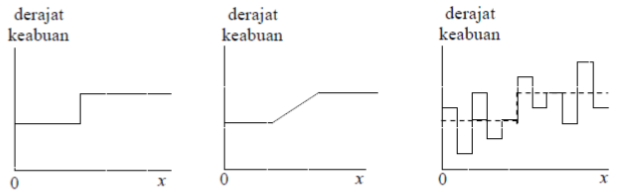 derajat
keabuan
0
x
derajat
keabuan
0
x
derajat
keabuan
0
x